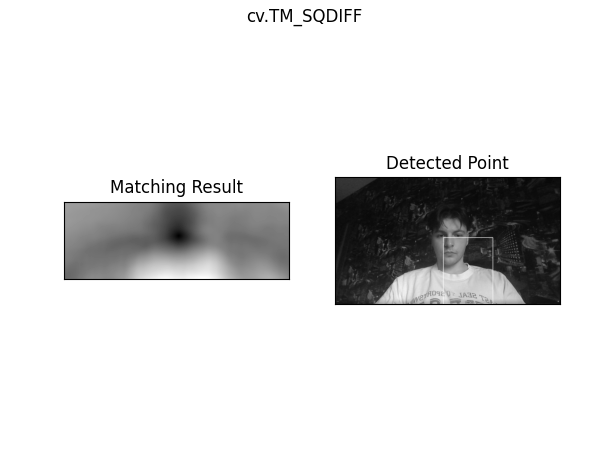 cv.TM_SQDIFF
Matching Result
Detected Point